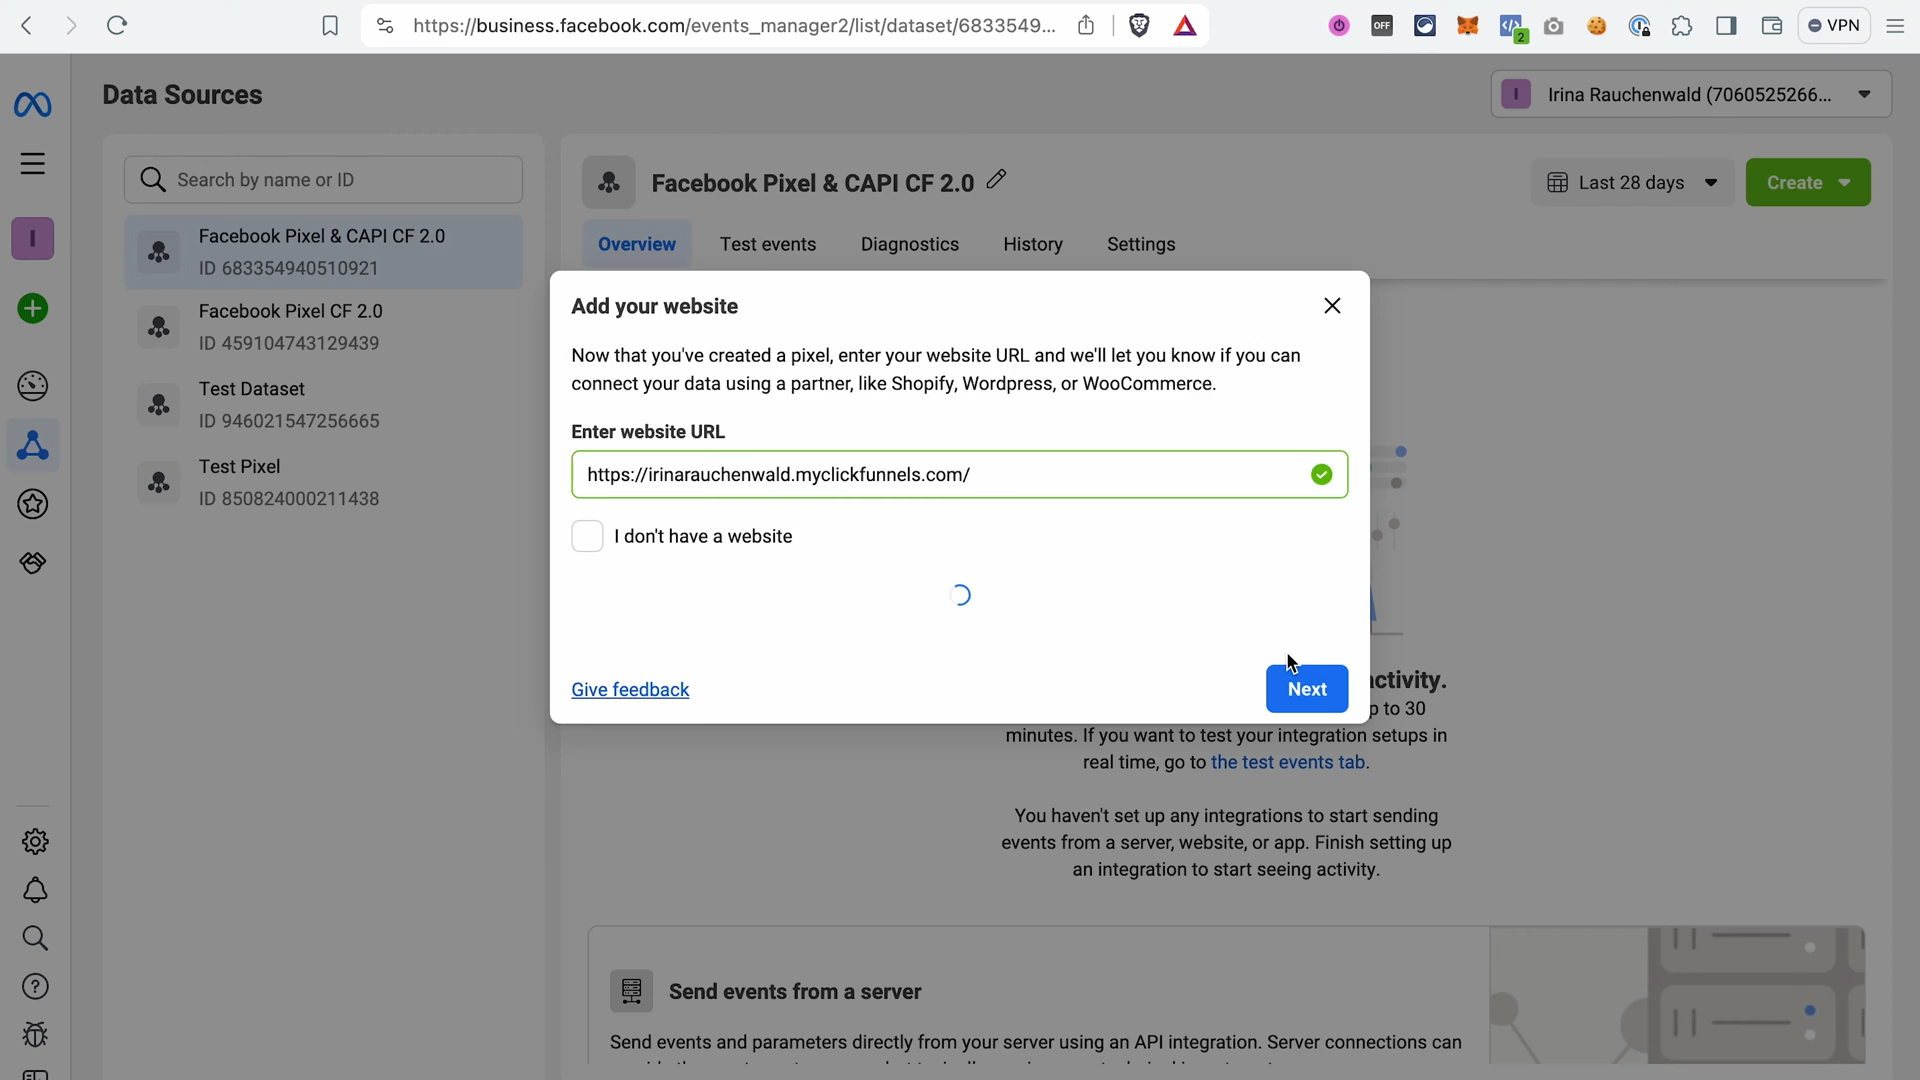 https://business.facebook.com/events_manager2/list/dataset/6833549...
OFF
2
VPN
Data Sources
I
Irina Rauchenwald (7060525266...
Search by name or ID
Facebook Pixel & CAPI CF 2.0
Last 28 days
Create
I
Facebook Pixel & CAPI CF 2.0
ID 683354940510921
Overview
Test events
Diagnostics
History
Settings
Facebook Pixel CF 2.0
ID 459104743129439
Test Dataset
ID 946021547256665
Test Pixel
ID 850824000211438
Add your website
Now that you've created a pixel, enter your website URL and we'll let you know if you can
connect your data using a partner, like Shopify, Wordpress, or WooCommerce.
Enter website URL
https://irinarauchenwald.myclickfunnels.com/
I don't have a website
Give feedback
Next
activity.
to 30
minutes. If you want to test your integration setups in
real time, go to the test events tab.
You haven't set up any integrations to start sending
events from a server, website, or app. Finish setting up
an integration to start seeing activity.
Send events from a server
Send events and parameters directly from your server using an API integration. Server connections can